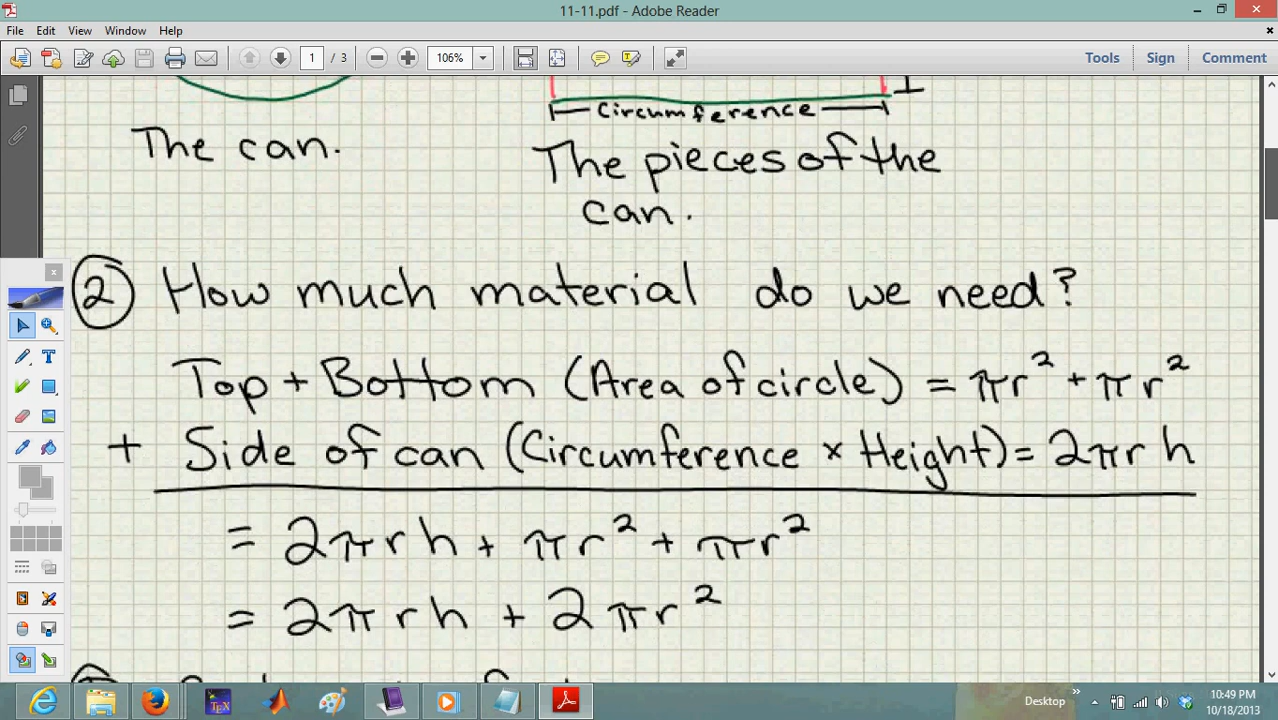 11-11.pdf - Adobe Reader
File Edit View Window Help
1 / 3 106% Tools Sign Comment
Circumference
The can.
The pieces of the
can.
② How much material do we need?
Top + Bottom (Area of circle) = πr² + πr²
+ Side of can (Circumference × Height) = 2πr h
= 2πrh + πr² + πr²
= 2πrh + 2πr²
TEX
Desktop
10:49 PM
10/18/2013